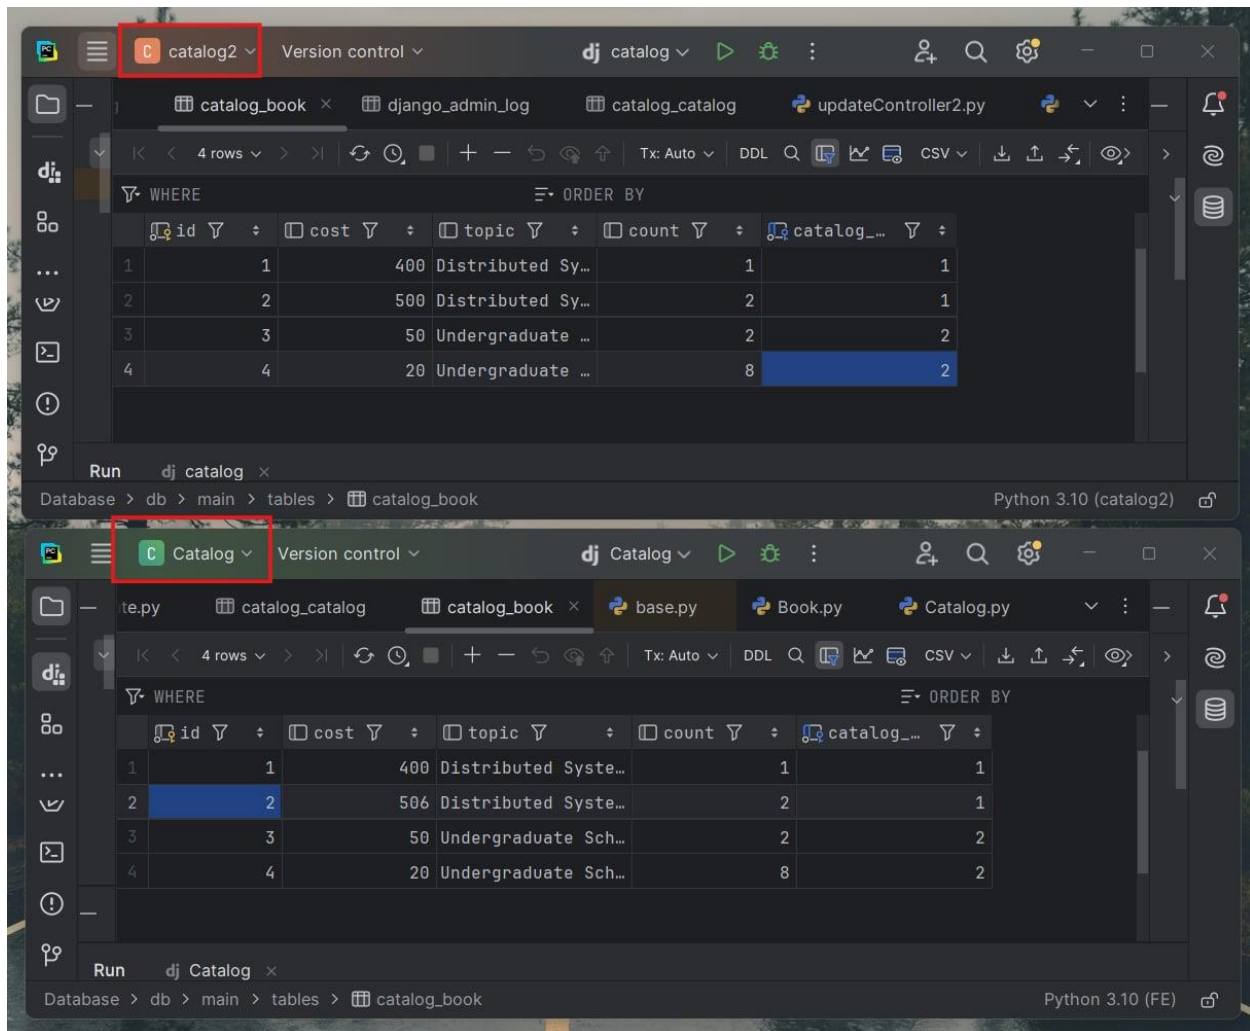 PC C catalog2 Version control dj catalog
catalog_book × django_admin_log catalog_catalog updateController2.py
4 rows Tx: Auto DDL CSV
WHERE ORDER BY
id cost topic count catalog_…
1 1 400 Distributed Sy… 1 1
2 2 500 Distributed Sy… 2 1
3 3 50 Undergraduate … 2 2
4 4 20 Undergraduate … 8 2
Run dj catalog ×
Database > db > main > tables > catalog_book Python 3.10 (catalog2)
PC C Catalog Version control dj Catalog
te.py catalog_catalog catalog_book × base.py Book.py Catalog.py
4 rows Tx: Auto DDL CSV
WHERE ORDER BY
id cost topic count catalog_…
1 1 400 Distributed Syste… 1 1
2 2 506 Distributed Syste… 2 1
3 3 50 Undergraduate Sch… 2 2
4 4 20 Undergraduate Sch… 8 2
Run dj Catalog ×
Database > db > main > tables > catalog_book Python 3.10 (FE)